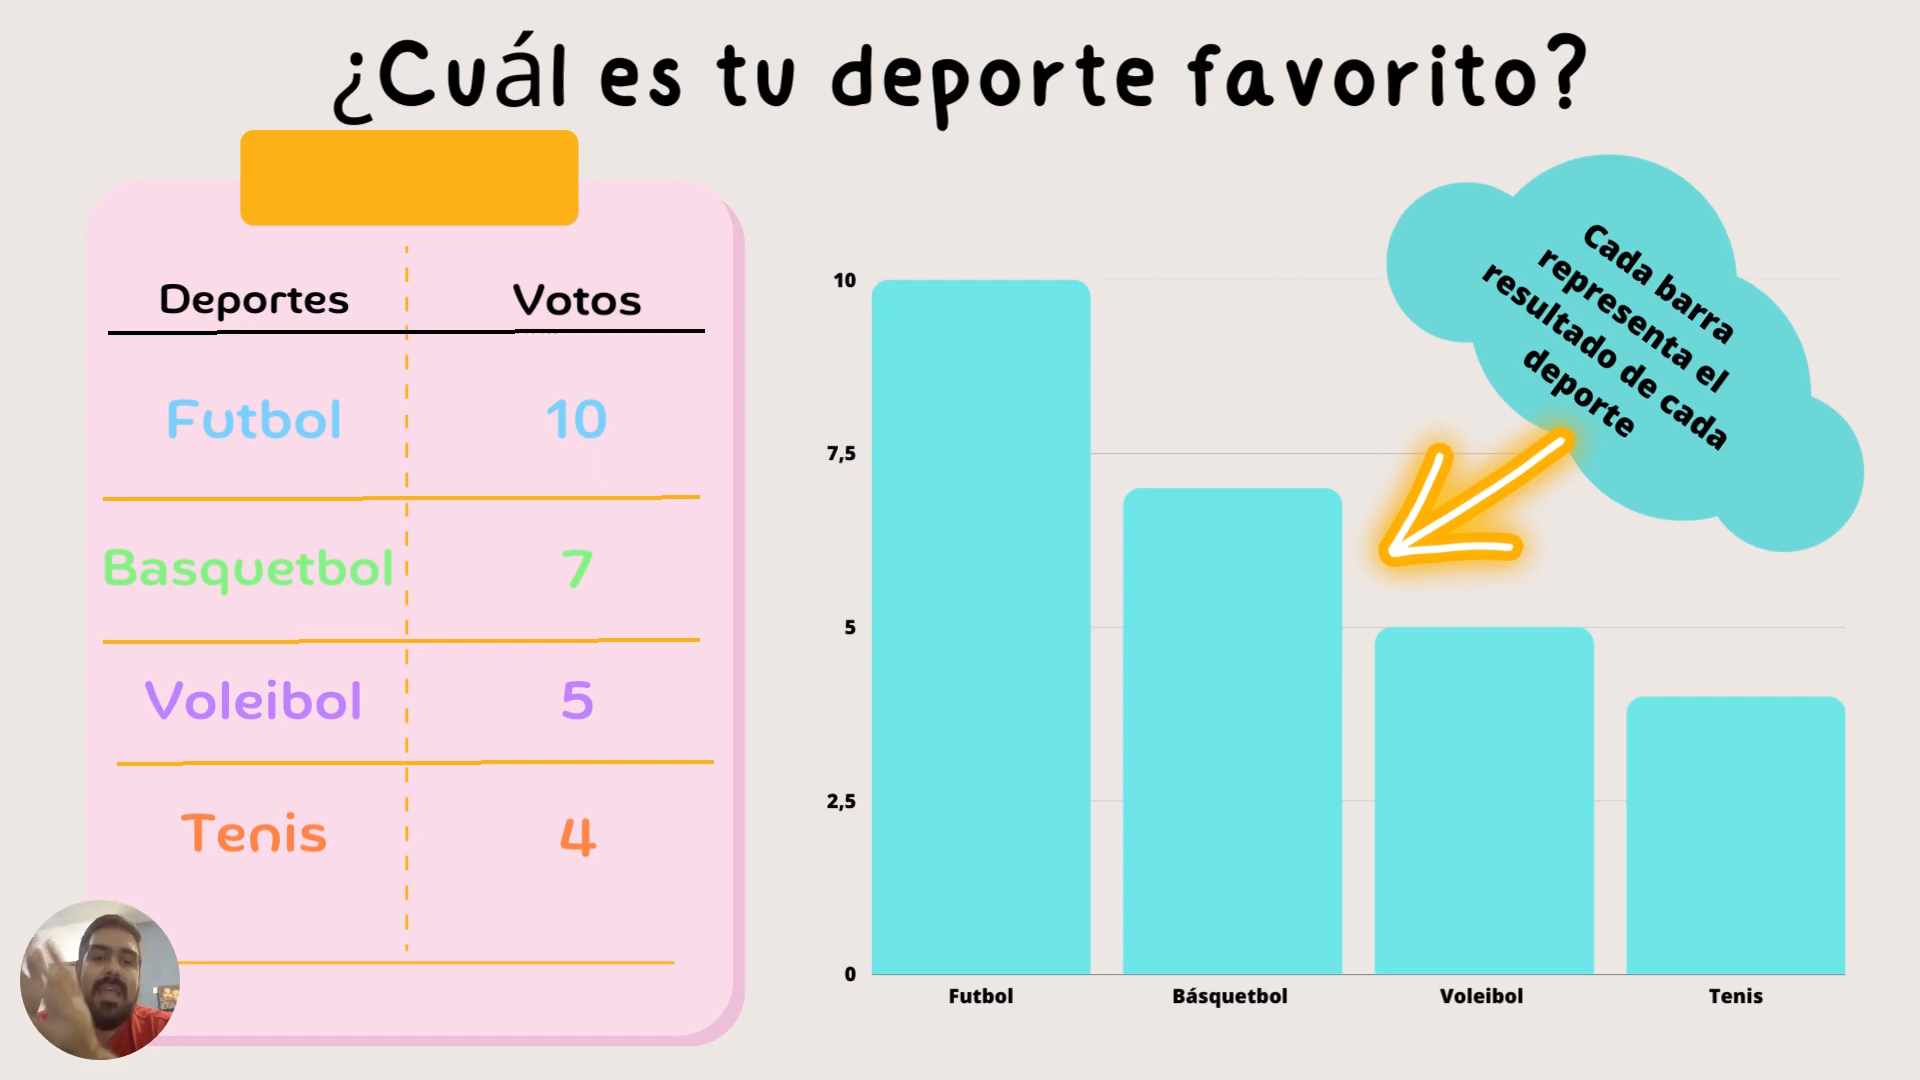 ¿Cuál es tu deporte favorito?
Deportes Votos
Futbol 10
Basquetbol 7
Voleibol 5
Tenis 4
Cada barra
representa el
resultado de cada
deporte
10
7,5
5
2,5
0
Futbol Básquetbol Voleibol Tenis